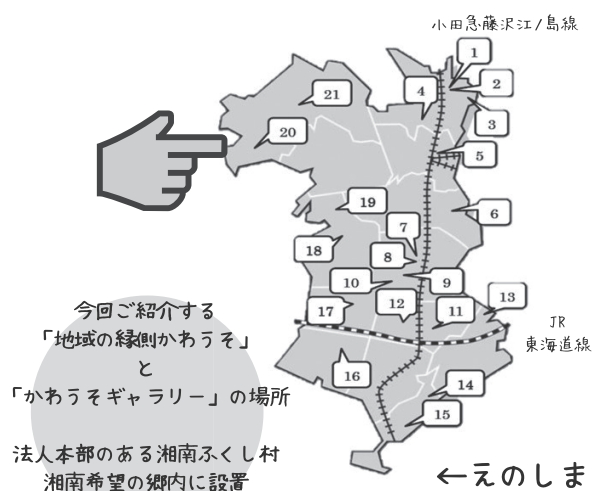 小田急藤沢江ノ島線
1
2
3
4
5
6
7
8
9
10
11
12
13
14
15
16
17
18
19
20
21
JR
東海道線
今回ご紹介する
「地域の縁側かわうそ」
と
「かわうそギャラリー」の場所
法人本部のある湘南ふくし村
湘南希望の郷内に設置
←えのしま